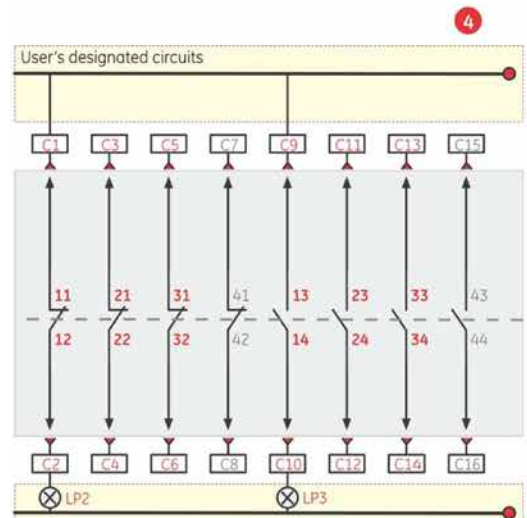 4
User's designated circuits
C1 C3 C5 C7 C9 C11 C13 C15
11 21 31 41 13 23 33 43
12 22 32 42 14 24 34 44
C2 C4 C6 C8 C10 C12 C14 C16
LP2 LP3